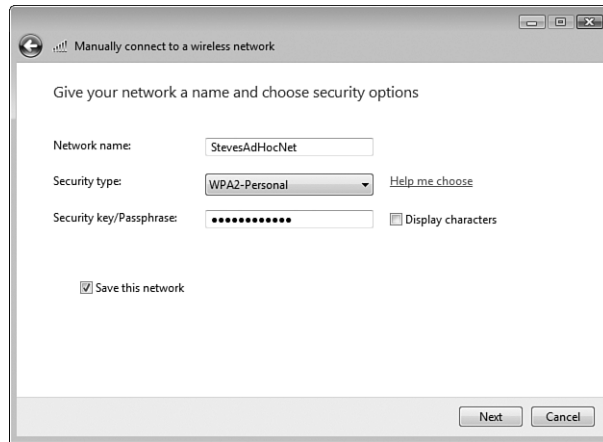 Manually connect to a wireless network
Give your network a name and choose security options
Network name: StevesAdHocNet
Security type: WPA2-Personal Help me choose
Security key/Passphrase: ●●●●●●●●●●●● Display characters
Save this network
Next Cancel